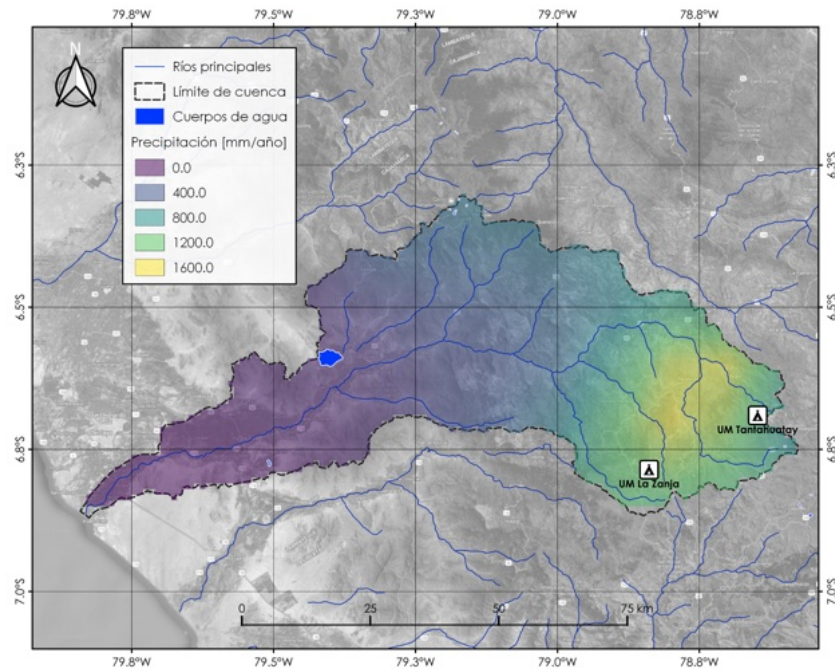 79.8°W 79.5°W 79.3°W 79.0°W 78.8°W
N
Ríos principales
Límite de cuenca
Cuerpos de agua
Precipitación [mm/año]
0.0
400.0
800.0
1200.0
1600.0
LAMBAYEQUE
CAJAMARCA
6.3°S 6.3°S
6.5°S 6.5°S
6.8°S 6.8°S
7.0°S 7.0°S
UM Tantahuatay
UM La Zanja
0 25 50 75 km
79.8°W 79.5°W 79.3°W 79.0°W 78.8°W